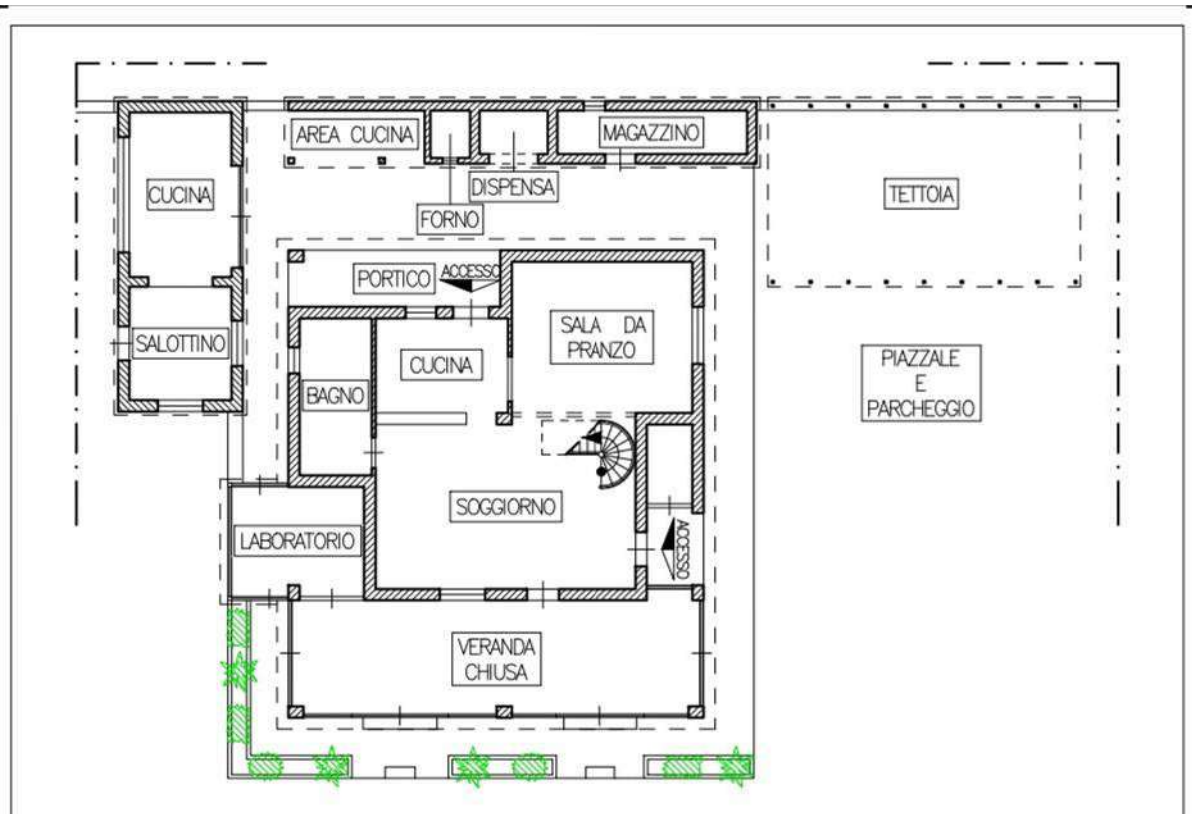 AREA CUCINA
MAGAZZINO
CUCINA
DISPENSA
TETTOIA
FORNO
PORTICO
ACCESSO
SALOTTINO
SALA DA
PRANZO
CUCINA
PIAZZALE
E
PARCHEGGIO
BAGNO
SOGGIORNO
LABORATORIO
ACCESSO
VERANDA
CHIUSA